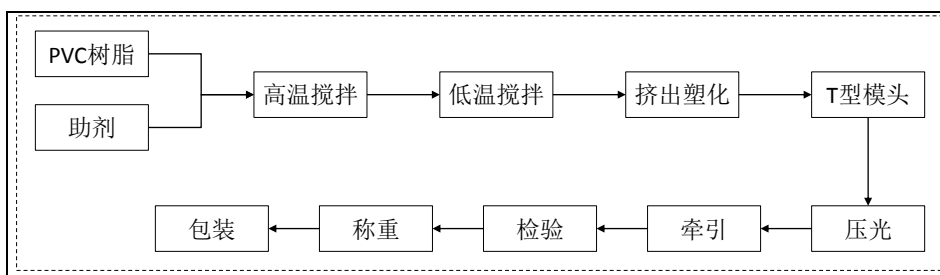 PVC树脂
助剂
高温搅拌
低温搅拌
挤出塑化
T型模头
压光
牵引
检验
称重
包装